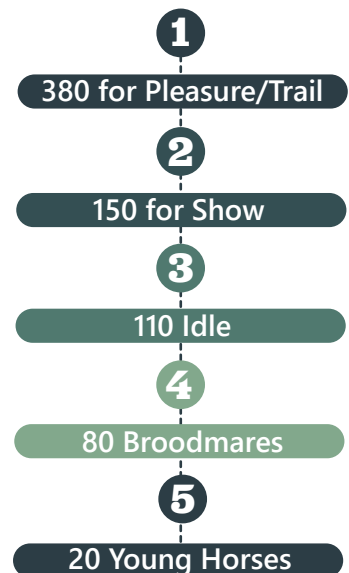 1
380 for Pleasure/Trail
2
150 for Show
3
110 Idle
4
80 Broodmares
5
20 Young Horses